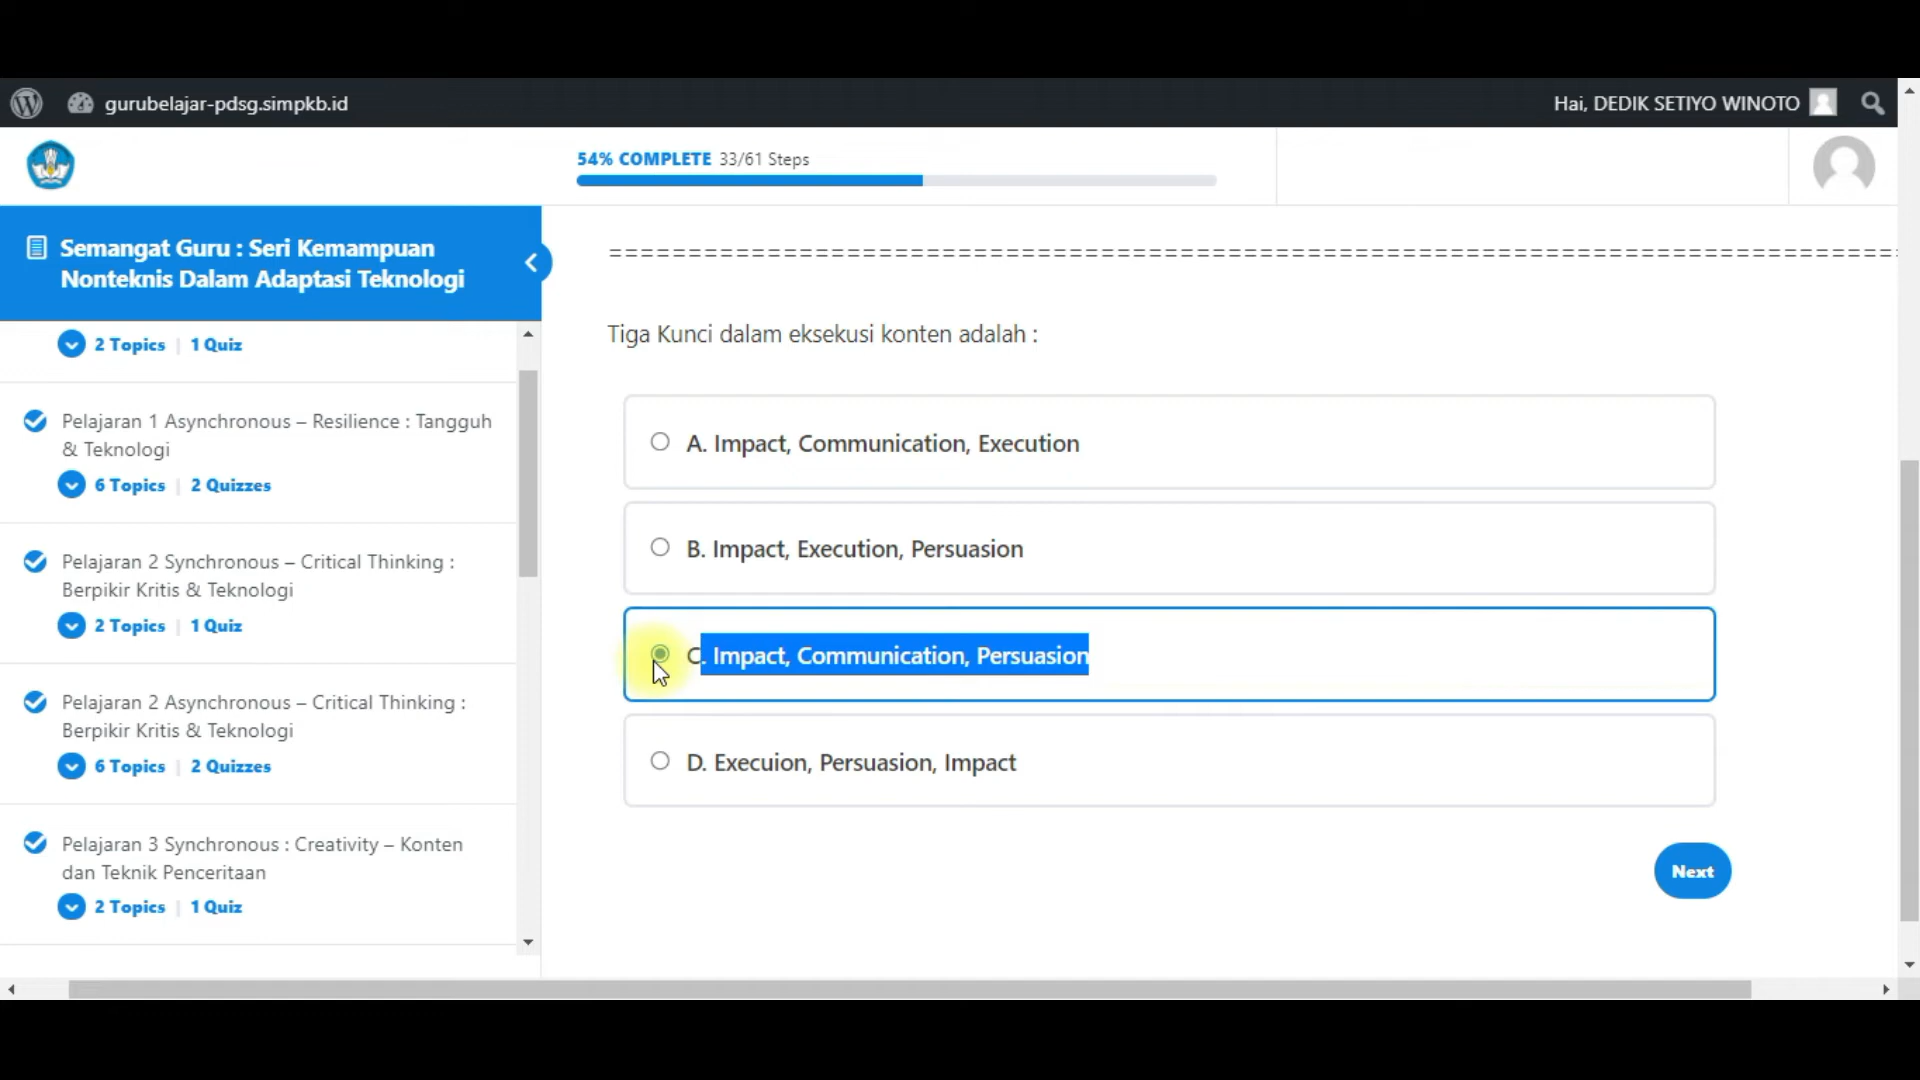 gurubelajar-pdsg.simpkb.id
Hai, DEDIK SETIYO WINOTO
54% COMPLETE 33/61 Steps
Semangat Guru : Seri Kemampuan
Nonteknis Dalam Adaptasi Teknologi
2 Topics | 1 Quiz
Pelajaran 1 Asynchronous – Resilience : Tangguh
& Teknologi
6 Topics | 2 Quizzes
Pelajaran 2 Synchronous – Critical Thinking :
Berpikir Kritis & Teknologi
2 Topics | 1 Quiz
Pelajaran 2 Asynchronous – Critical Thinking :
Berpikir Kritis & Teknologi
6 Topics | 2 Quizzes
Pelajaran 3 Synchronous : Creativity – Konten
dan Teknik Penceritaan
2 Topics | 1 Quiz
================================================================================
Tiga Kunci dalam eksekusi konten adalah :
A. Impact, Communication, Execution
B. Impact, Execution, Persuasion
C. Impact, Communication, Persuasion
D. Execuion, Persuasion, Impact
Next